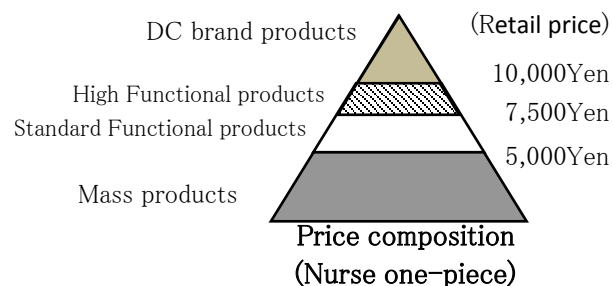 DC brand products
(Retail price)
10,000Yen
High Functional products
7,500Yen
Standard Functional products
5,000Yen
Mass products
Price composition
(Nurse one-piece)